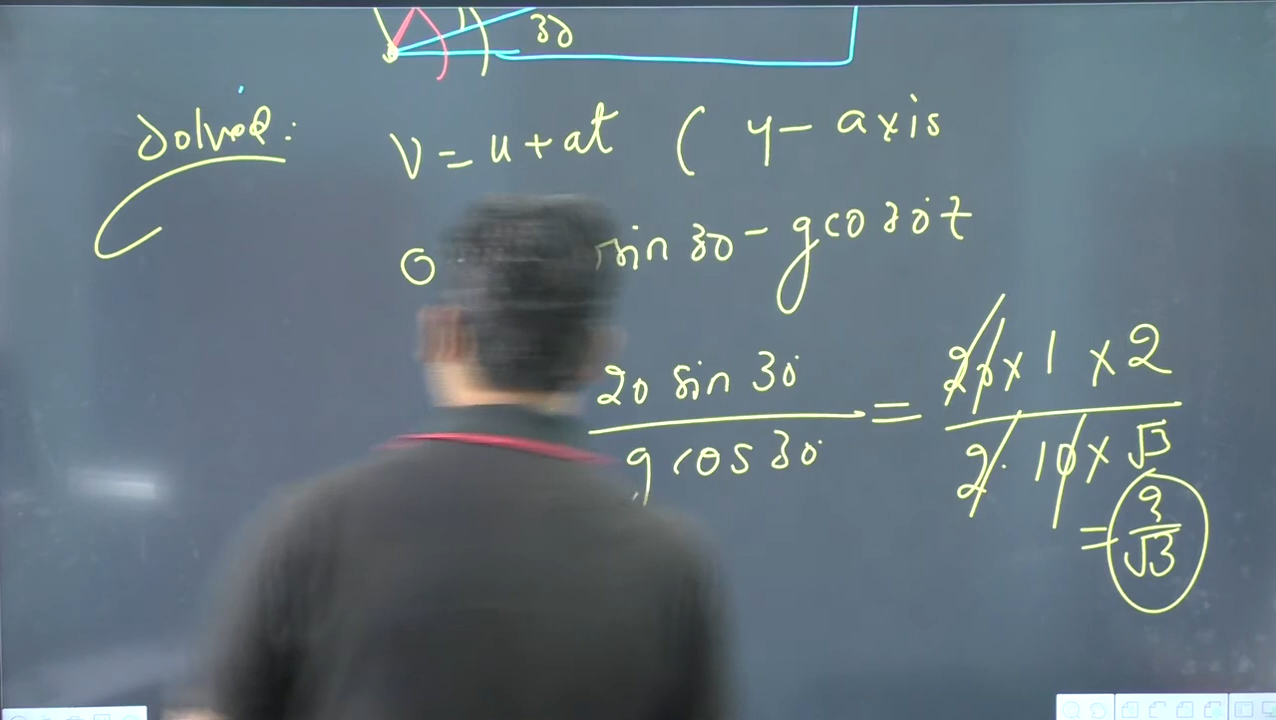 30
Solved:
v = u + at ( y - axis
0 sin 30 - g cos 30 t
20 sin 30 / g cos 30 = 20 x 1 x 2 / 2 . 10 x √3
= 2/√3